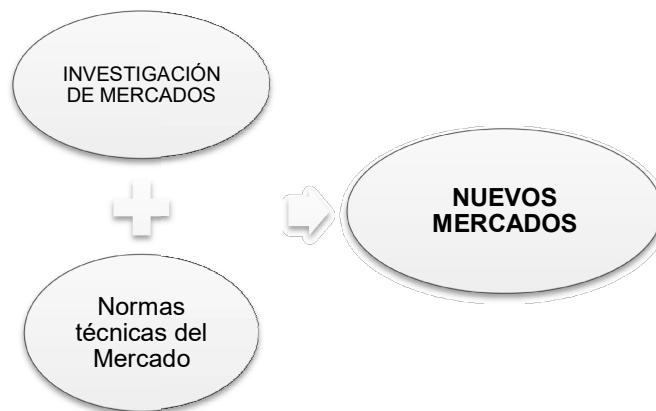 INVESTIGACIÓN
DE MERCADOS
NUEVOS
MERCADOS
Normas
técnicas del
Mercado